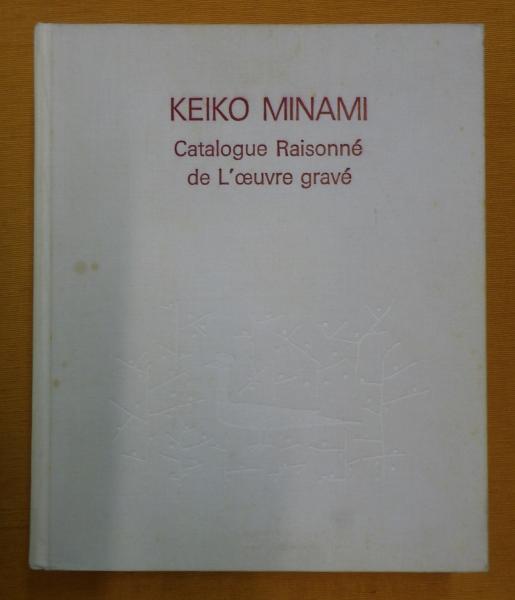 KEIKO MINAMI
Catalogue Raisonné
de L'œuvre gravé